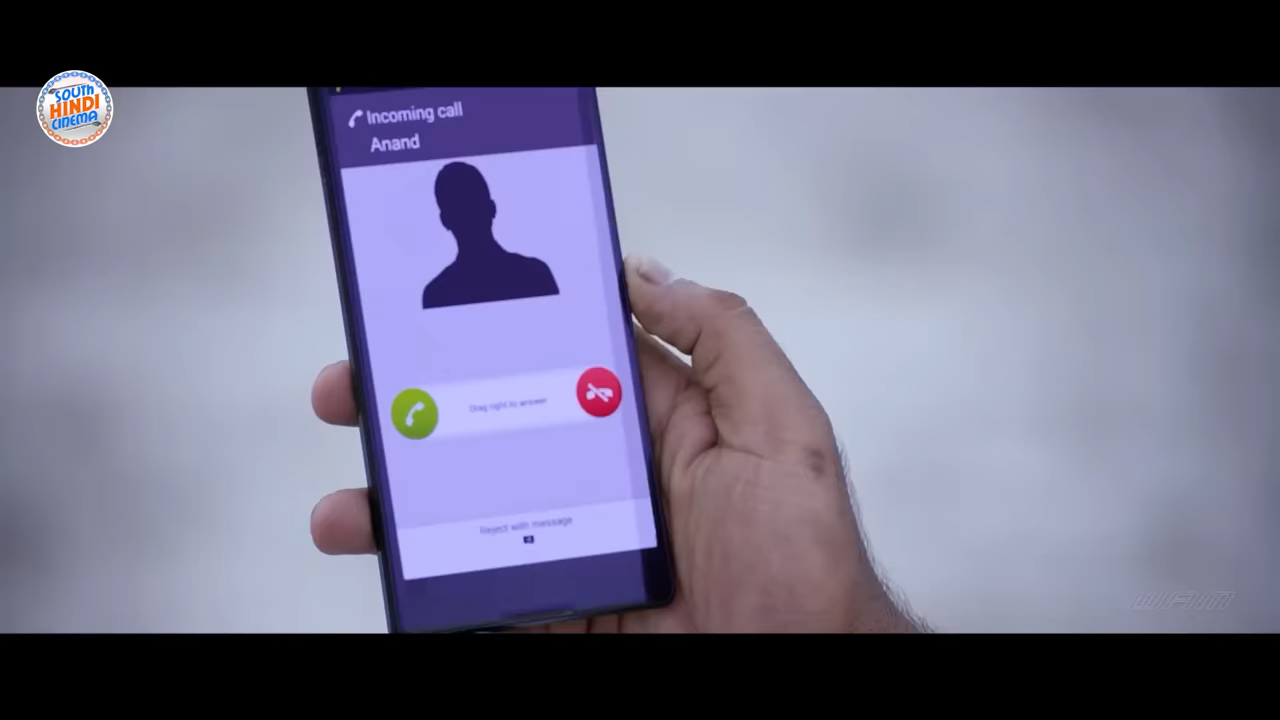 SOUTH
HINDI
CINEMA
Incoming call
Anand
Drag right to answer
Reject with message